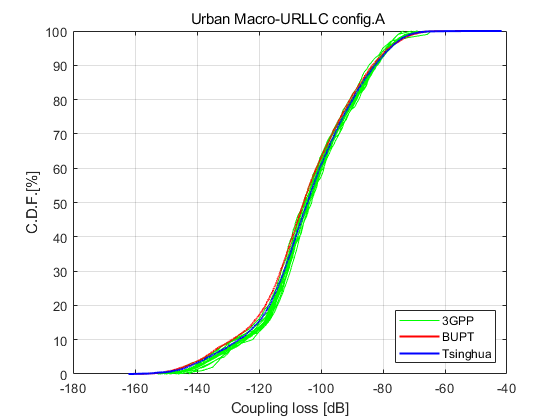 Urban Macro-URLLC config.A
100
90
80
70
60
50
40
30
20
10
0
C.D.F.[%]
3GPP
BUPT
Tsinghua
-180 -160 -140 -120 -100 -80 -60 -40
Coupling loss [dB]